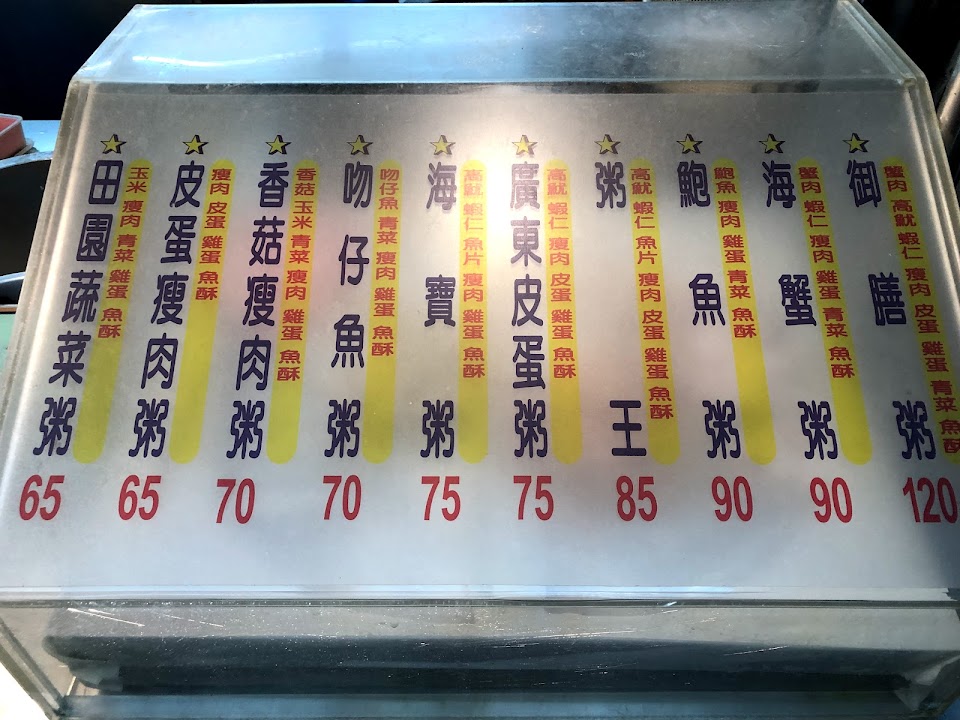 田園蔬菜粥
玉米 瘦肉 青菜 雞蛋 魚酥
65
皮蛋瘦肉粥
瘦肉 皮蛋 雞蛋 魚酥
65
香菇瘦肉粥
香菇 玉米 青菜 瘦肉 雞蛋 魚酥
70
吻仔魚粥
吻仔魚 青菜 瘦肉 雞蛋 魚酥
70
海寶粥
高魷 蝦仁 魚片 瘦肉 雞蛋 魚酥
75
廣東皮蛋粥
高魷 蝦仁 瘦肉 皮蛋 雞蛋 魚酥
75
粥王
高魷 蝦仁 魚片 瘦肉 皮蛋 雞蛋 魚酥
85
鮑魚粥
鮑魚 瘦肉 雞蛋 青菜 魚酥
90
海蟹粥
蟹肉 蝦仁 瘦肉 雞蛋 青菜 魚酥
90
御膳粥
蟹肉 高魷 蝦仁 瘦肉 皮蛋 雞蛋 青菜 魚酥
120